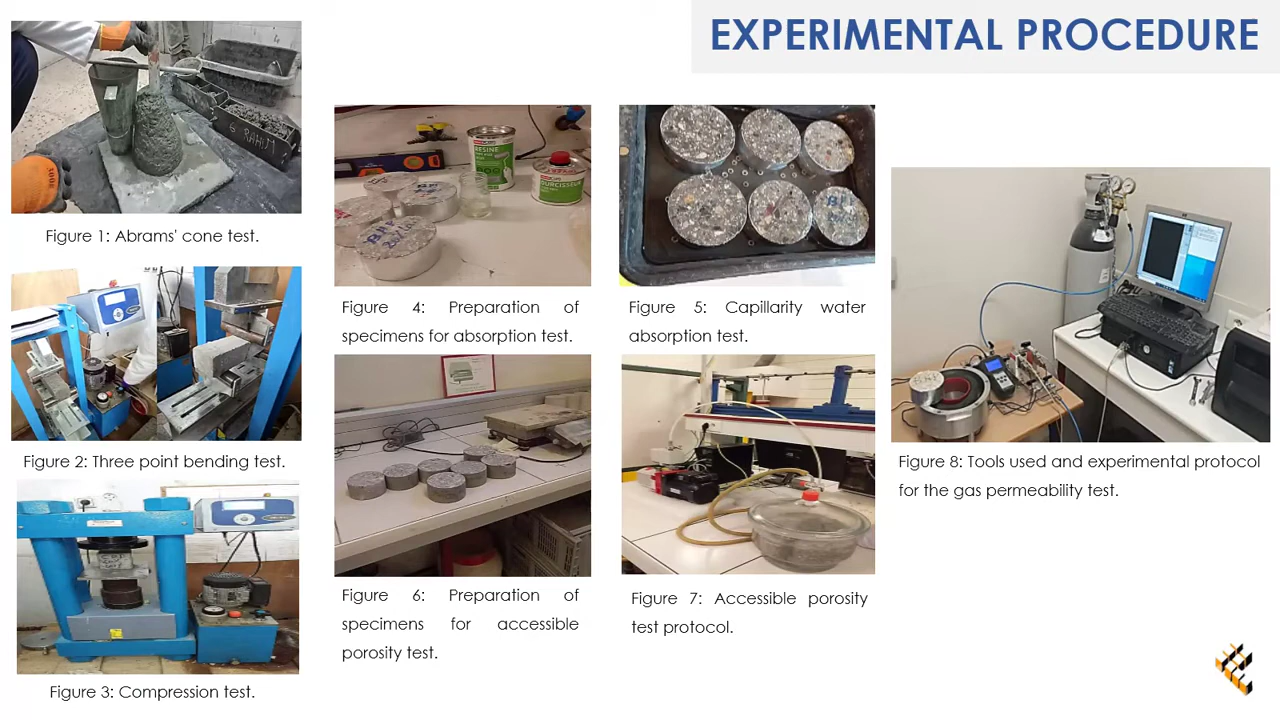 EXPERIMENTAL PROCEDURE
Figure 1: Abrams' cone test.
Figure 2: Three point bending test.
Figure 3: Compression test.
RESINE
Figure 4: Preparation of
specimens for absorption test.
Figure 5: Capillarity water
absorption test.
Figure 6: Preparation of
specimens for accessible
porosity test.
Figure 7: Accessible porosity
test protocol.
Figure 8: Tools used and experimental protocol
for the gas permeability test.